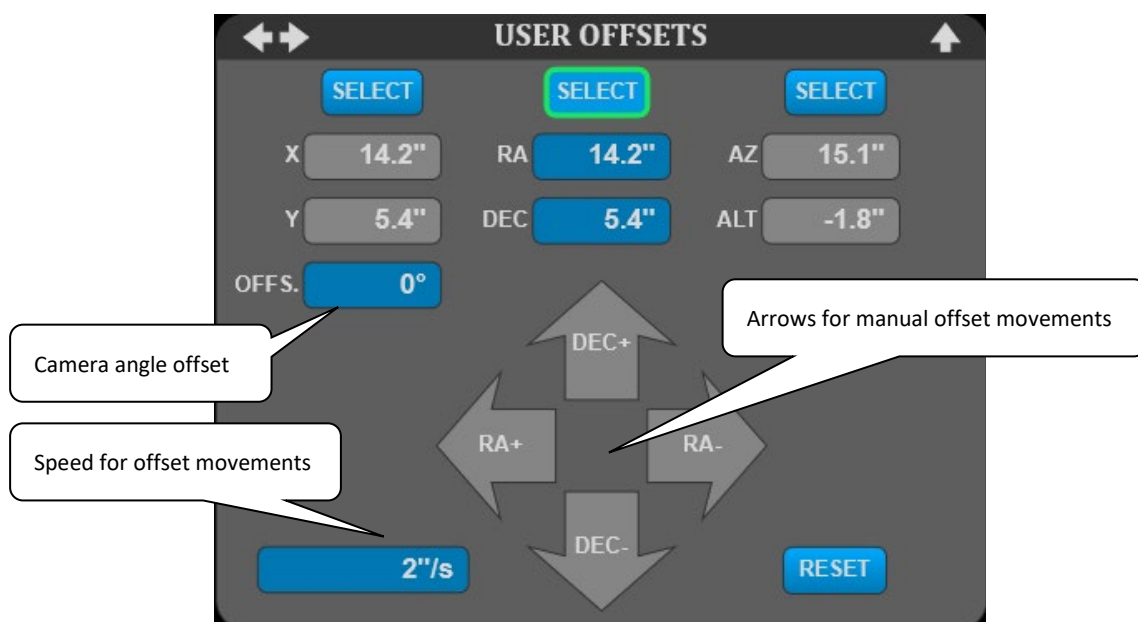 USER OFFSETS
SELECT SELECT SELECT
X 14.2" RA 14.2" AZ 15.1"
Y 5.4" DEC 5.4" ALT -1.8"
OFFS. 0°
Camera angle offset
Arrows for manual offset movements
DEC+
RA+ RA-
Speed for offset movements
DEC-
2"/s RESET